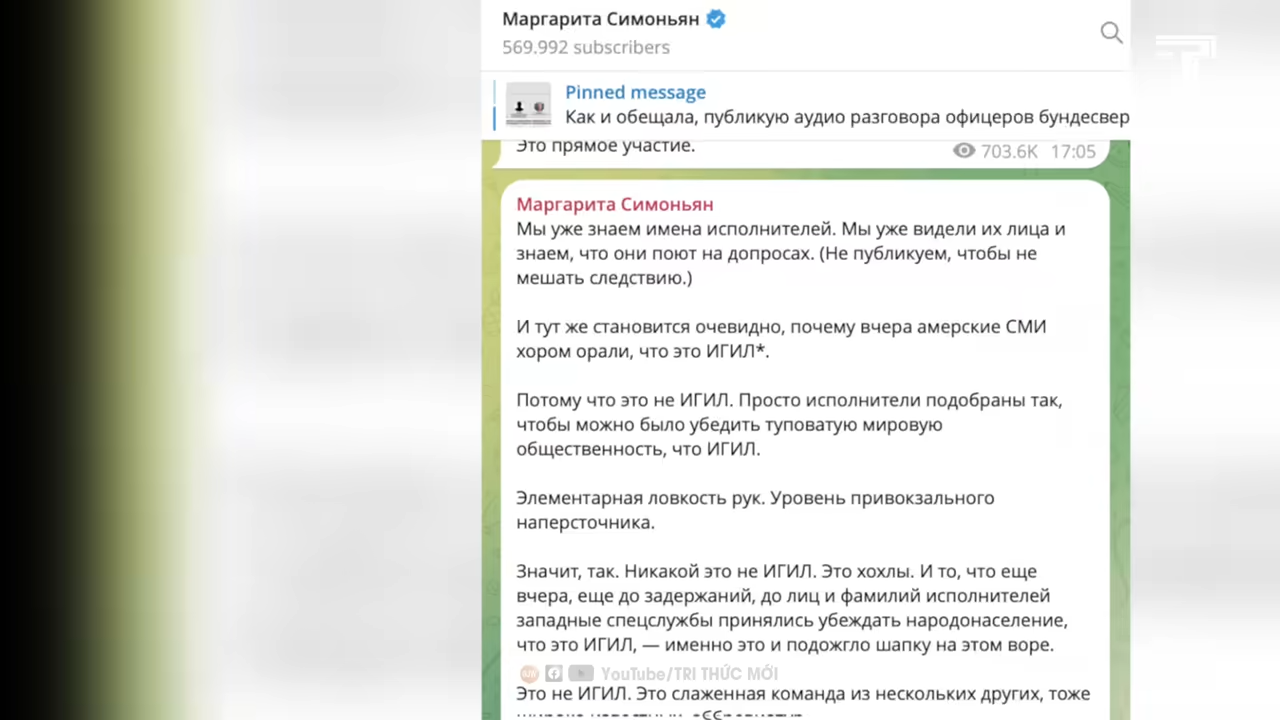 Маргарита Симоньян
569.992 subscribers
Pinned message
Как и обещала, публикую аудио разговора офицеров бундесвер
Это прямое участие.
703.6K 17:05
Маргарита Симоньян
Мы уже знаем имена исполнителей. Мы уже видели их лица и
знаем, что они поют на допросах. (Не публикуем, чтобы не
мешать следствию.)
И тут же становится очевидно, почему вчера амерские СМИ
хором орали, что это ИГИЛ*.
Потому что это не ИГИЛ. Просто исполнители подобраны так,
чтобы можно было убедить туповатую мировую
общественность, что ИГИЛ.
Элементарная ловкость рук. Уровень привокзального
наперсточника.
Значит, так. Никакой это не ИГИЛ. Это хохлы. И то, что еще
вчера, еще до задержаний, до лиц и фамилий исполнителей
западные спецслужбы принялись убеждать народонаселение,
что это ИГИЛ, — именно это и подожгло шапку на этом воре.
YouTube/TRI THỨC MỚI
Это не ИГИЛ. Это слаженная команда из нескольких других, тоже